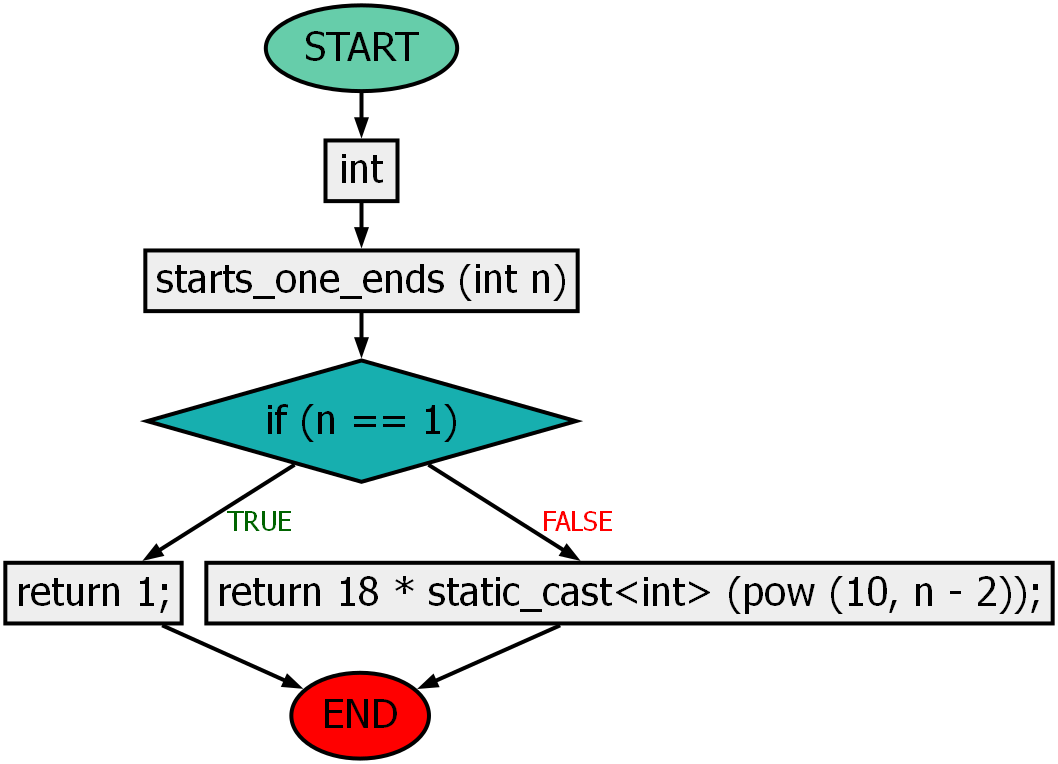 START
int
starts_one_ends (int n)
if (n == 1)
TRUE
FALSE
return 1;
return 18 * static_cast<int> (pow (10, n - 2));
END